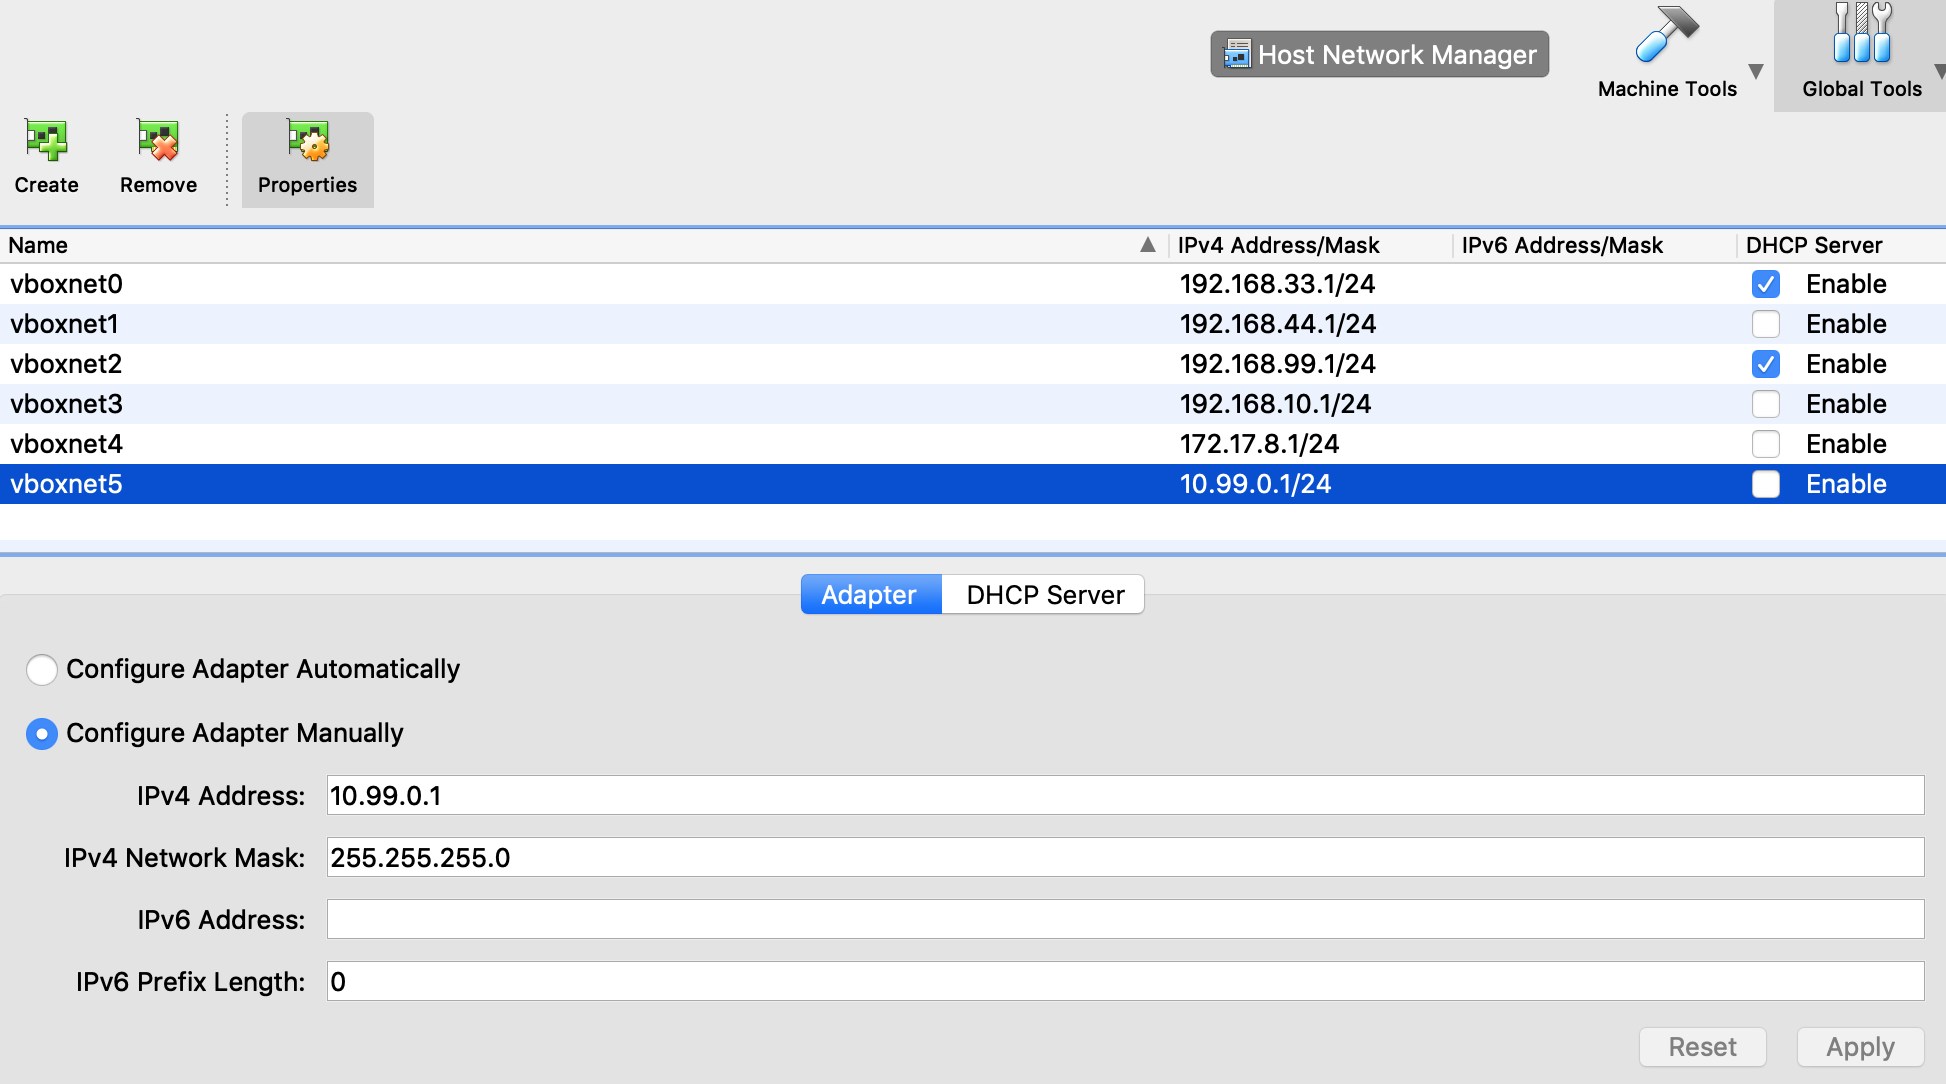 Host Network Manager
Machine Tools
Global Tools
Create Remove Properties
Name IPv4 Address/Mask IPv6 Address/Mask DHCP Server
vboxnet0 192.168.33.1/24 Enable
vboxnet1 192.168.44.1/24 Enable
vboxnet2 192.168.99.1/24 Enable
vboxnet3 192.168.10.1/24 Enable
vboxnet4 172.17.8.1/24 Enable
vboxnet5 10.99.0.1/24 Enable
Adapter DHCP Server
Configure Adapter Automatically
Configure Adapter Manually
IPv4 Address: 10.99.0.1
IPv4 Network Mask: 255.255.255.0
IPv6 Address:
IPv6 Prefix Length: 0
Reset Apply